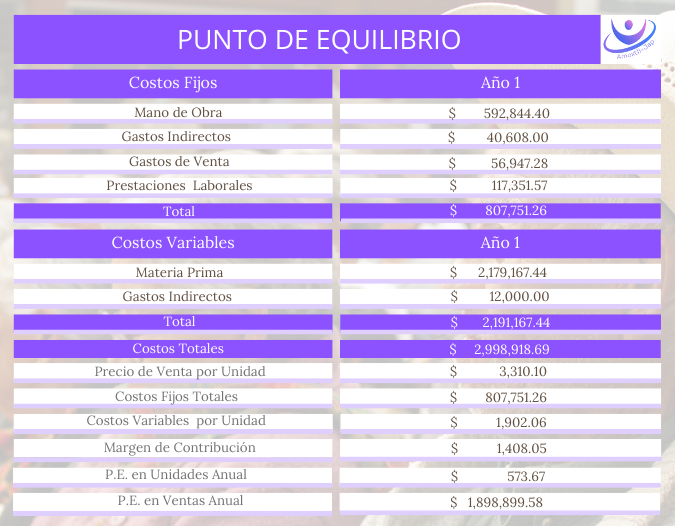 PUNTO DE EQUILIBRIO
Costos Fijos Año 1
Mano de Obra $ 592,844.40
Gastos Indirectos $ 40,608.00
Gastos de Venta $ 56,947.28
Prestaciones Laborales $ 117,351.57
Total $ 807,751.26
Costos Variables Año 1
Materia Prima $ 2,179,167.44
Gastos Indirectos $ 12,000.00
Total $ 2,191,167.44
Costos Totales $ 2,998,918.69
Precio de Venta por Unidad $ 3,310.10
Costos Fijos Totales $ 807,751.26
Costos Variables por Unidad $ 1,902.06
Margen de Contribución $ 1,408.05
P.E. en Unidades Anual $ 573.67
P.E. en Ventas Anual $ 1,898,899.58